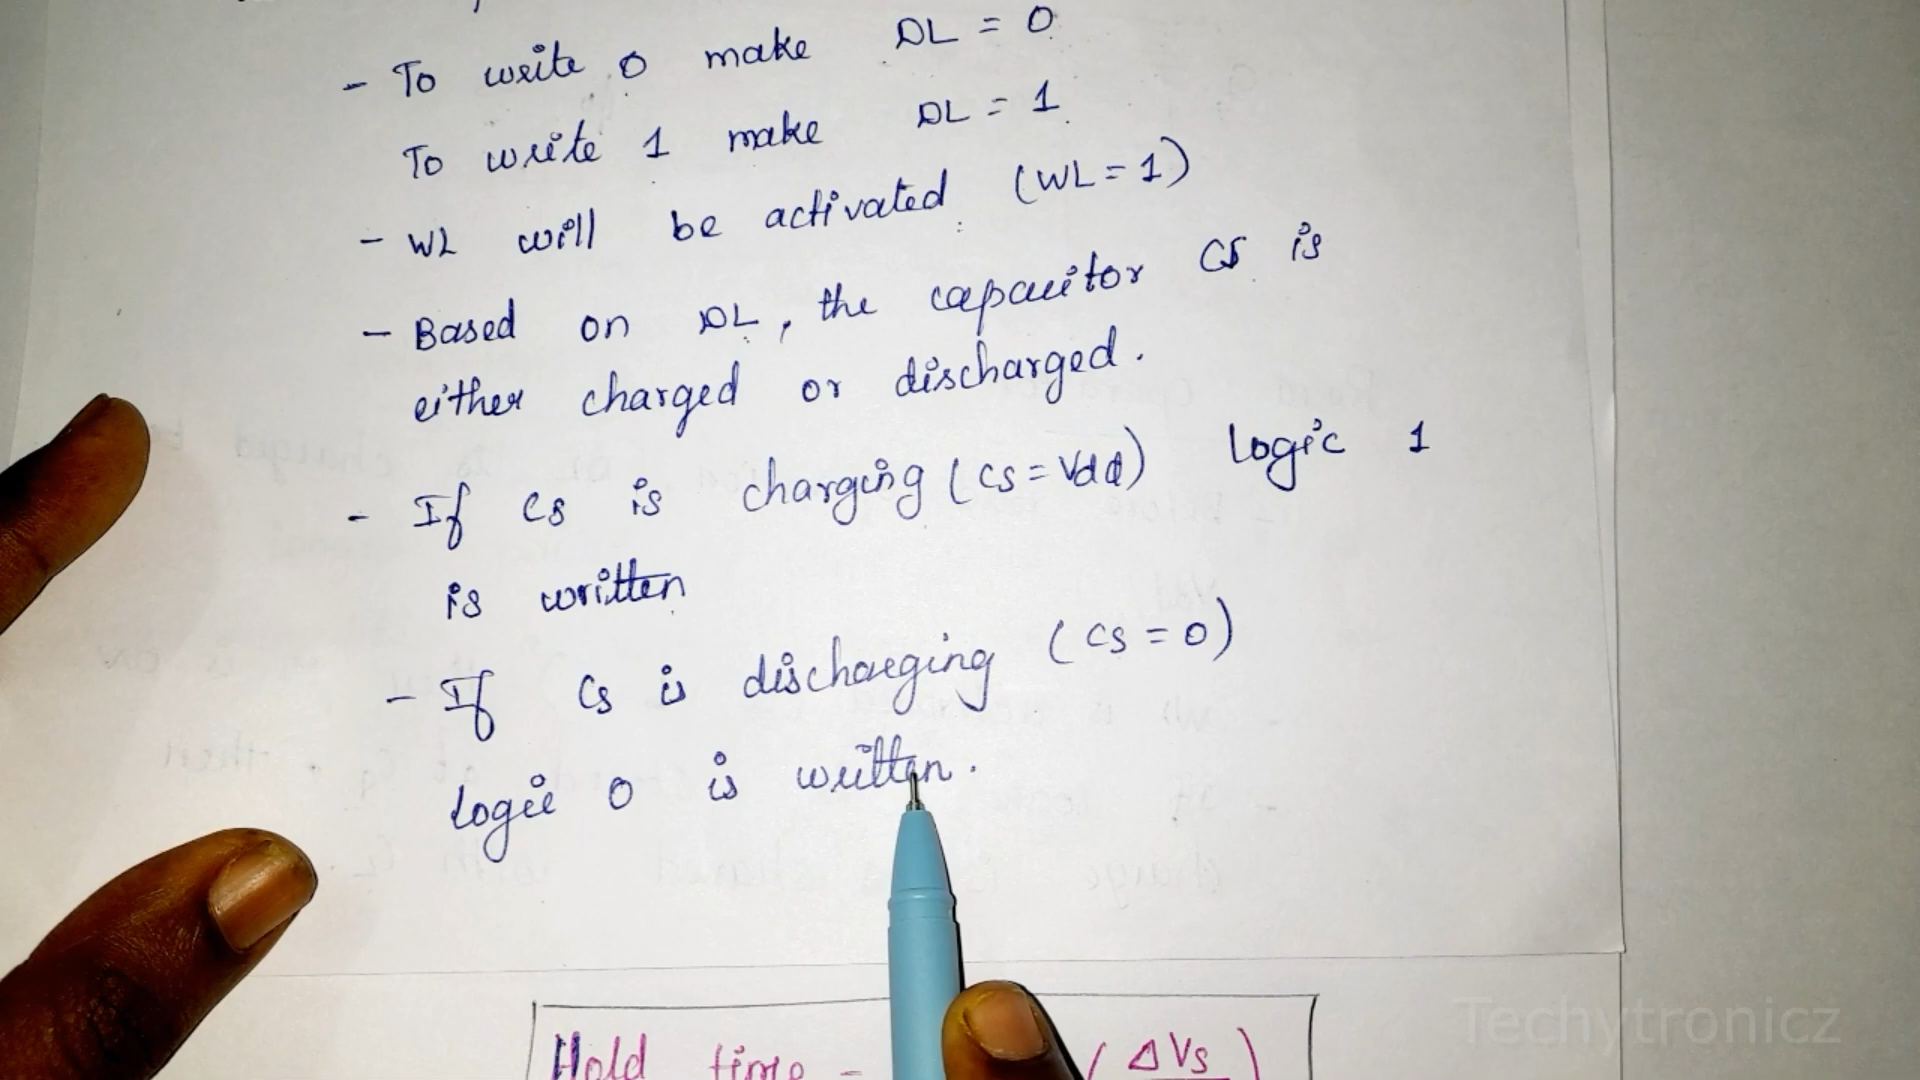 - To write 0 make DL = 0
To write 1 make DL = 1
- WL will be activated (WL = 1)
- Based on DL, the capacitor CS is
either charged or discharged.
- If Cs is charging (CS = Vdd) logic 1
is written
- If Cs is discharging (CS = 0)
logic 0 is written.
Hold time = ( ΔVs )
Techytronicz